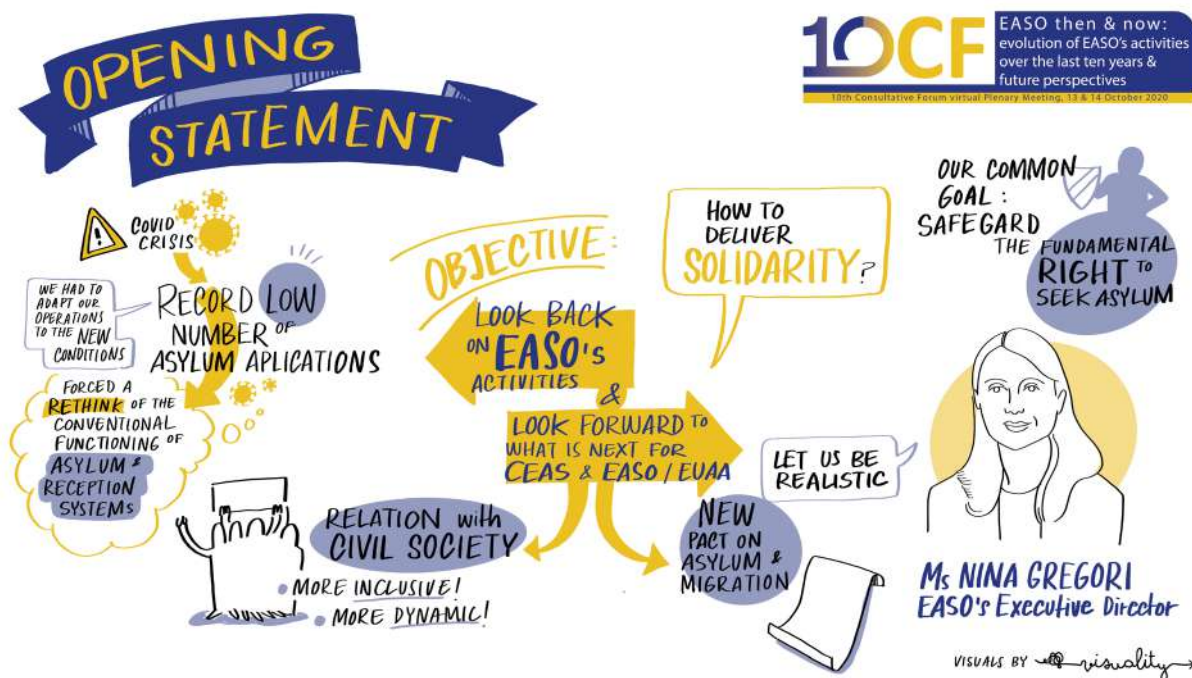 OPENING
STATEMENT
10CF
EASO then & now:
evolution of EASO's activities
over the last ten years &
future perspectives
10th Consultative Forum virtual Plenary Meeting, 13 & 14 October 2020
COVID
CRISIS
WE HAD TO
ADAPT OUR
OPERATIONS
TO THE NEW
CONDITIONS
RECORD LOW
NUMBER OF
ASYLUM APLICATIONS
FORCED A
RETHINK OF THE
CONVENTIONAL
FUNCTIONING OF
ASYLUM &
RECEPTION
SYSTEMS
OBJECTIVE:
LOOK BACK
ON EASO'S
ACTIVITIES
&
LOOK FORWARD TO
WHAT IS NEXT FOR
CEAS & EASO/EUAA
RELATION with
CIVIL SOCIETY
• MORE INCLUSIVE!
• MORE DYNAMIC!
NEW
PACT ON
ASYLUM &
MIGRATION
HOW TO
DELIVER
SOLIDARITY?
OUR COMMON
GOAL:
SAFEGARD
THE FUNDAMENTAL
RIGHT TO
SEEK ASYLUM
LET US BE
REALISTIC
Ms NINA GREGORI
EASO's Executive Director
VISUALS BY visuality